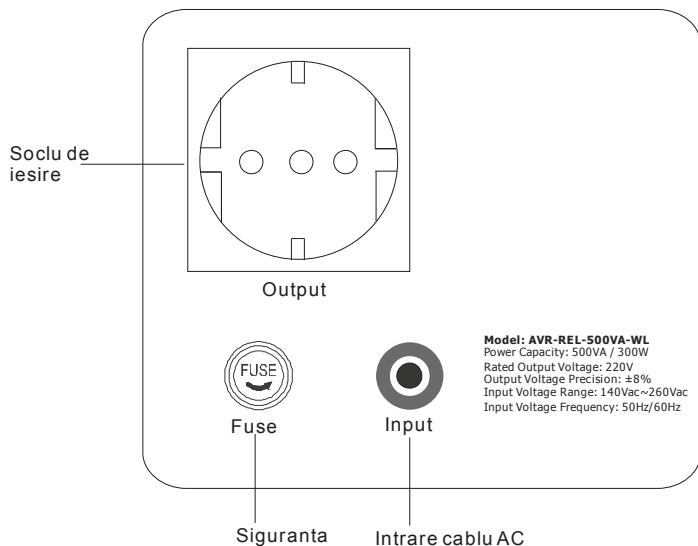 Soclu de
iesire
Output
FUSE
Fuse
Input
Model: AVR-REL-500VA-WL
Power Capacity: 500VA / 300W
Rated Output Voltage: 220V
Output Voltage Precision: ±8%
Input Voltage Range: 140Vac~260Vac
Input Voltage Frequency: 50Hz/60Hz
Siguranta
Intrare cablu AC